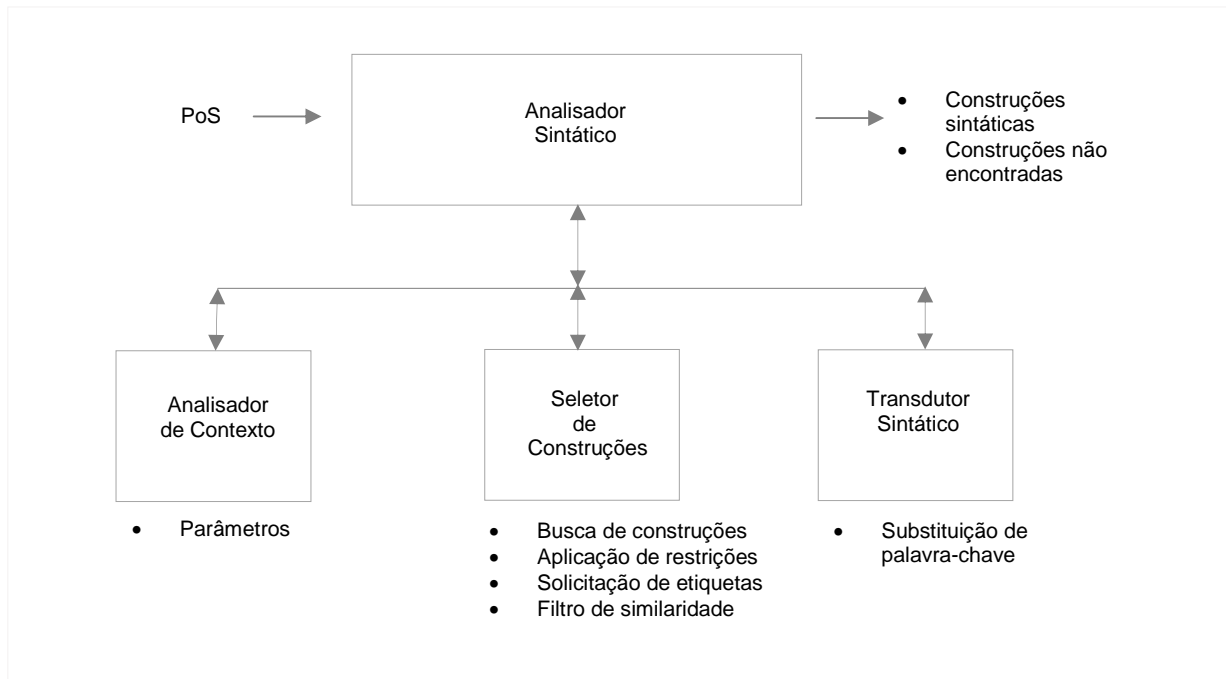 PoS
Analisador
Sintático
• Construções
sintáticas
• Construções não
encontradas
Analisador
de Contexto
Seletor
de
Construções
Transdutor
Sintático
• Parâmetros
• Busca de construções
• Aplicação de restrições
• Solicitação de etiquetas
• Filtro de similaridade
• Substituição de
palavra-chave